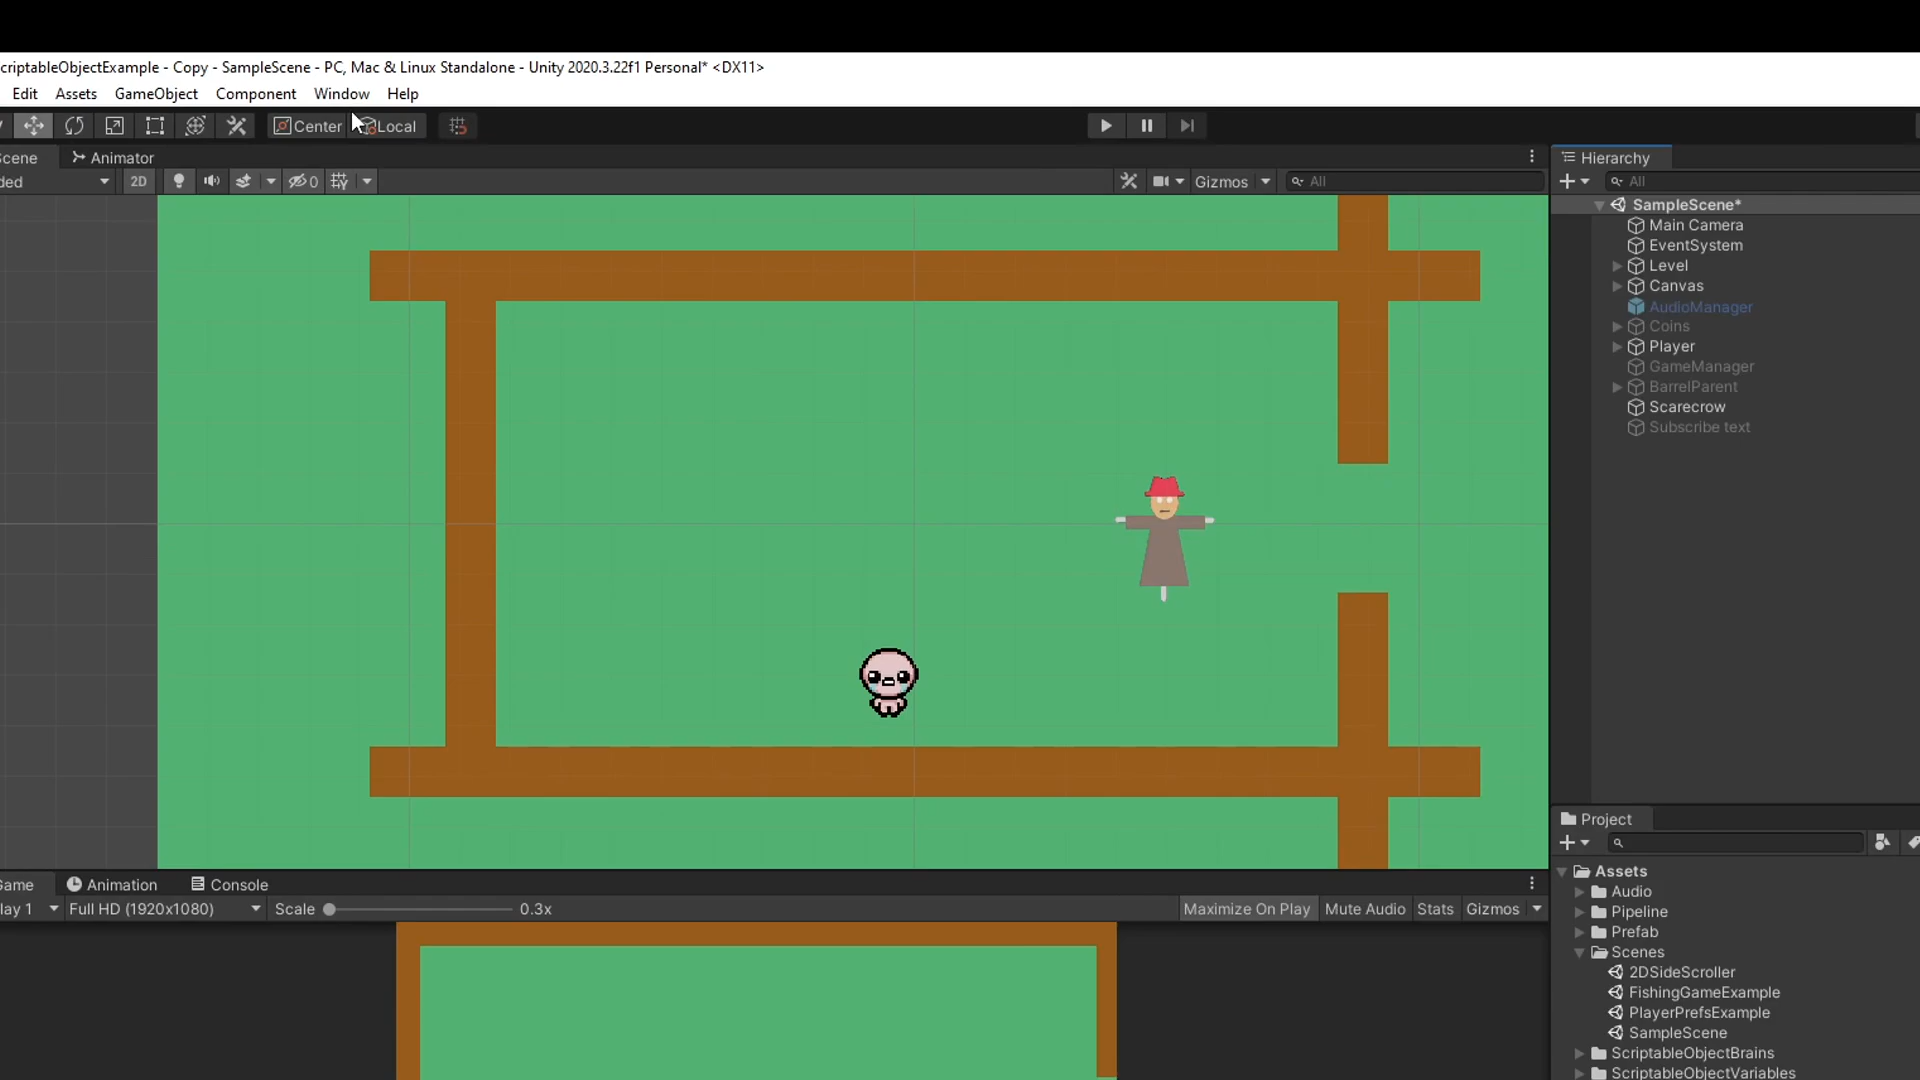 criptableObjectExample - Copy - SampleScene - PC, Mac & Linux Standalone - Unity 2020.3.22f1 Personal* <DX11>
Edit Assets GameObject Component Window Help
Center Local
cene Animator
ded 2D 0 Gizmos All
Hierarchy
All
SampleScene*
Main Camera
EventSystem
Level
Canvas
AudioManager
Coins
Player
GameManager
BarrelParent
Scarecrow
Subscribe text
Game Animation Console
lay 1 Full HD (1920x1080) Scale 0.3x Maximize On Play Mute Audio Stats Gizmos
Project
Assets
Audio
Pipeline
Prefab
Scenes
2DSideScroller
FishingGameExample
PlayerPrefsExample
SampleScene
ScriptableObjectBrains
ScriptableObjectVariables